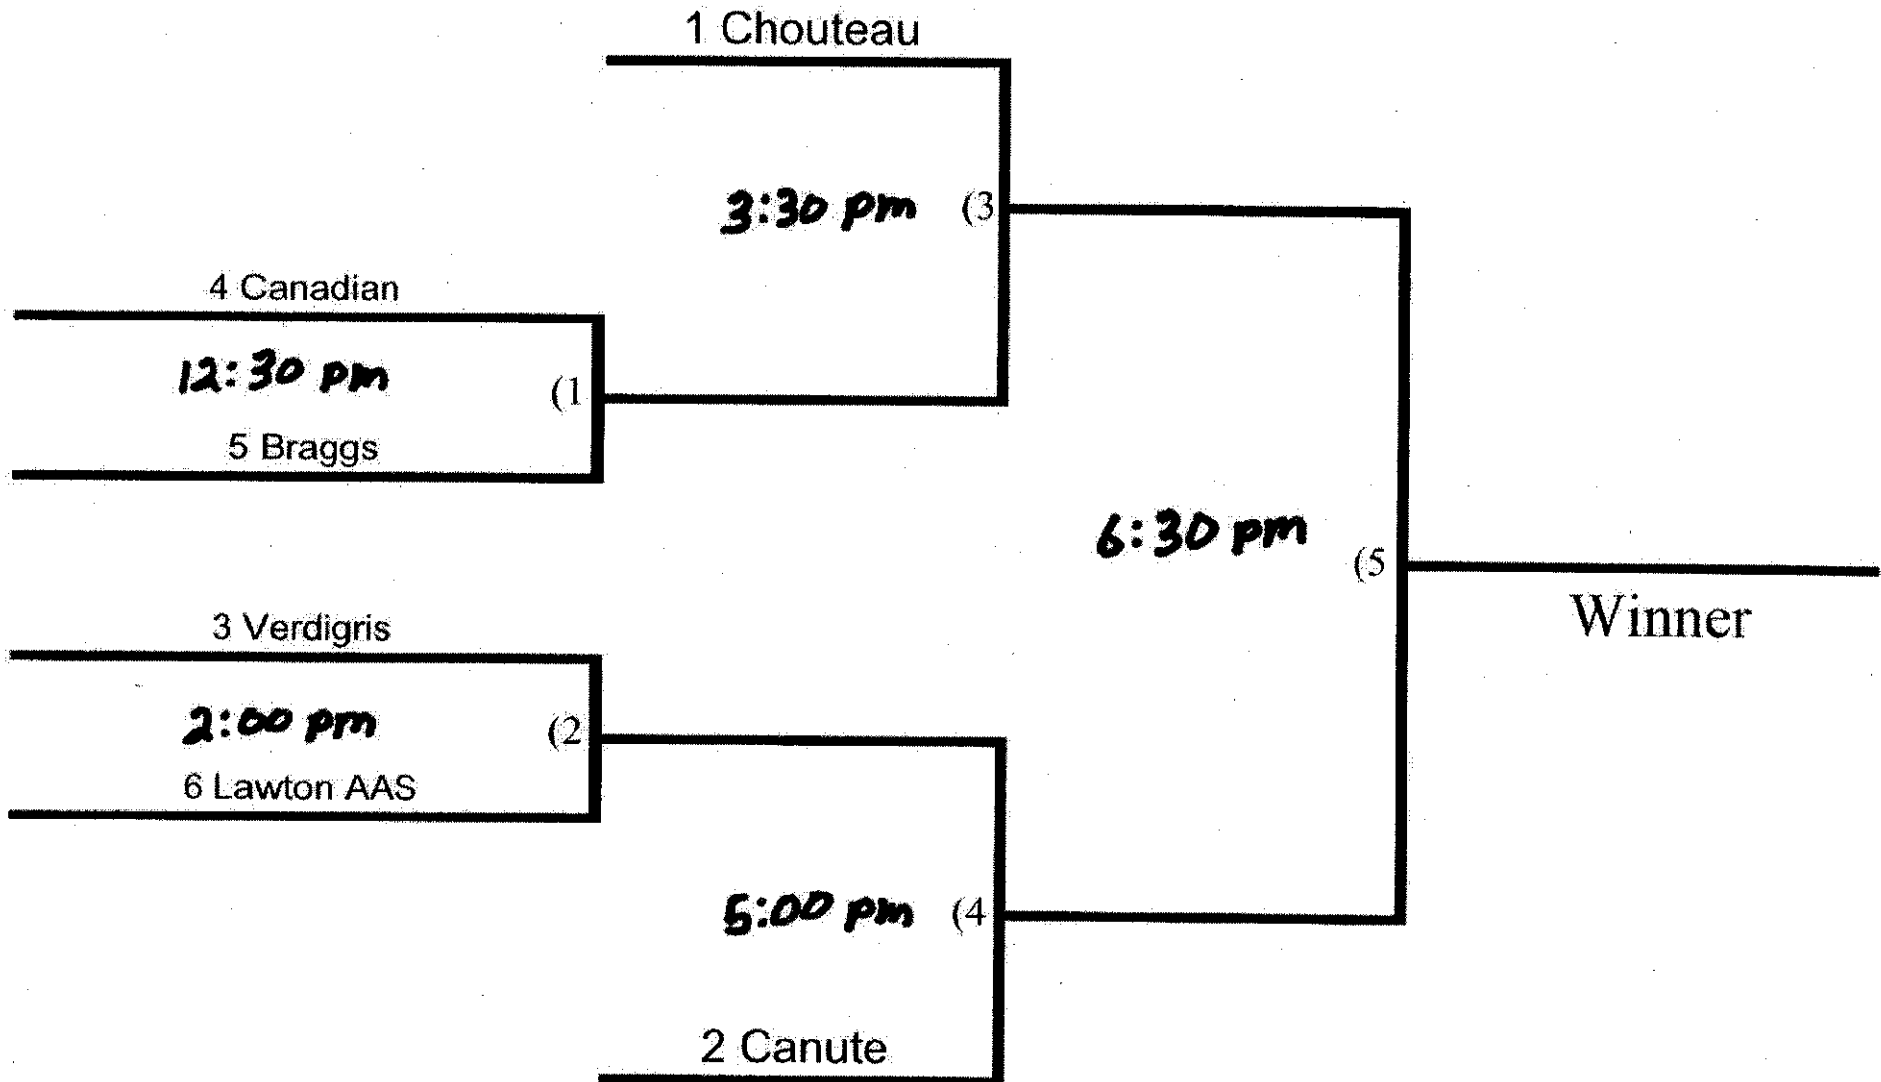 1 Chouteau
3:30 pm (3
4 Canadian
12:30 pm (1
5 Braggs
6:30 pm (5
Winner
3 Verdigris
2:00 pm (2
6 Lawton AAS
5:00 pm (4
2 Canute